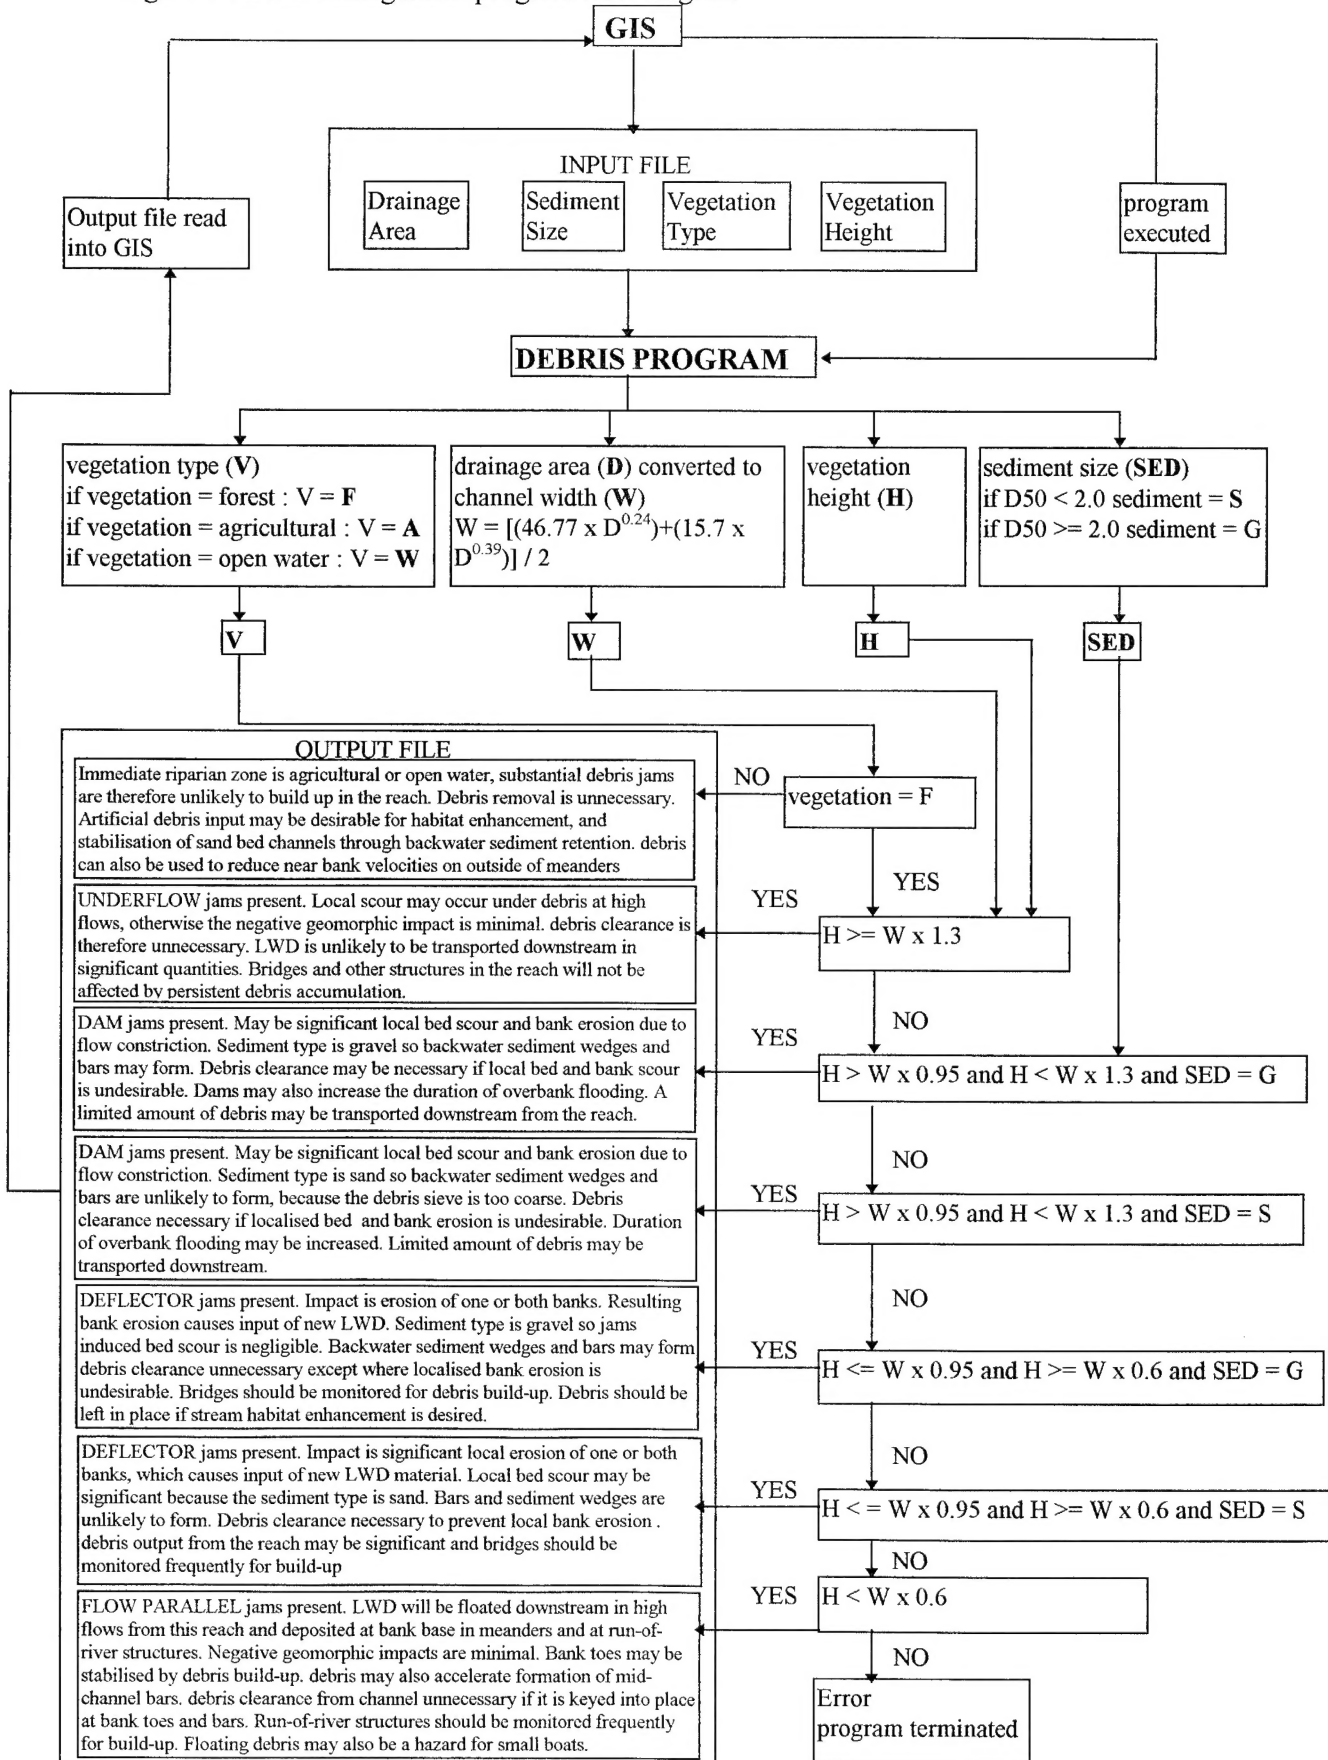 GIS
INPUT FILE
Drainage
Area
Sediment
Size
Vegetation
Type
Vegetation
Height
Output file read
into GIS
program
executed
DEBRIS PROGRAM
vegetation type (V)
if vegetation = forest : V = F
if vegetation = agricultural : V = A
if vegetation = open water : V = W
drainage area (D) converted to
channel width (W)
W = [(46.77 x D^0.24)+(15.7 x
D^0.39)] / 2
vegetation
height (H)
sediment size (SED)
if D50 < 2.0 sediment = S
if D50 >= 2.0 sediment = G
V
W
H
SED
OUTPUT FILE
Immediate riparian zone is agricultural or open water, substantial debris jams
are therefore unlikely to build up in the reach. Debris removal is unnecessary.
Artificial debris input may be desirable for habitat enhancement, and
stabilisation of sand bed channels through backwater sediment retention. debris
can also be used to reduce near bank velocities on outside of meanders
NO
vegetation = F
YES
UNDERFLOW jams present. Local scour may occur under debris at high
flows, otherwise the negative geomorphic impact is minimal. debris clearance is
therefore unnecessary. LWD is unlikely to be transported downstream in
significant quantities. Bridges and other structures in the reach will not be
affected by persistent debris accumulation.
YES
H >= W x 1.3
NO
DAM jams present. May be significant local bed scour and bank erosion due to
flow constriction. Sediment type is gravel so backwater sediment wedges and
bars may form. Debris clearance may be necessary if local bed and bank scour
is undesirable. Dams may also increase the duration of overbank flooding. A
limited amount of debris may be transported downstream from the reach.
YES
H > W x 0.95 and H < W x 1.3 and SED = G
NO
DAM jams present. May be significant local bed scour and bank erosion due to
flow constriction. Sediment type is sand so backwater sediment wedges and
bars are unlikely to form, because the debris sieve is too coarse. Debris
clearance necessary if localised bed and bank erosion is undesirable. Duration
of overbank flooding may be increased. Limited amount of debris may be
transported downstream.
YES
H > W x 0.95 and H < W x 1.3 and SED = S
NO
DEFLECTOR jams present. Impact is erosion of one or both banks. Resulting
bank erosion causes input of new LWD. Sediment type is gravel so jams
induced bed scour is negligible. Backwater sediment wedges and bars may form
debris clearance unnecessary except where localised bank erosion is
undesirable. Bridges should be monitored for debris build-up. Debris should be
left in place if stream habitat enhancement is desired.
YES
H <= W x 0.95 and H >= W x 0.6 and SED = G
NO
DEFLECTOR jams present. Impact is significant local erosion of one or both
banks, which causes input of new LWD material. Local bed scour may be
significant because the sediment type is sand. Bars and sediment wedges are
unlikely to form. Debris clearance necessary to prevent local bank erosion .
debris output from the reach may be significant and bridges should be
monitored frequently for build-up
YES
H < = W x 0.95 and H >= W x 0.6 and SED = S
NO
FLOW PARALLEL jams present. LWD will be floated downstream in high
flows from this reach and deposited at bank base in meanders and at run-of-
river structures. Negative geomorphic impacts are minimal. Bank toes may be
stabilised by debris build-up. debris may also accelerate formation of mid-
channel bars. debris clearance from channel unnecessary if it is keyed into place
at bank toes and bars. Run-of-river structures should be monitored frequently
for build-up. Floating debris may also be a hazard for small boats.
YES
H < W x 0.6
NO
Error
program terminated